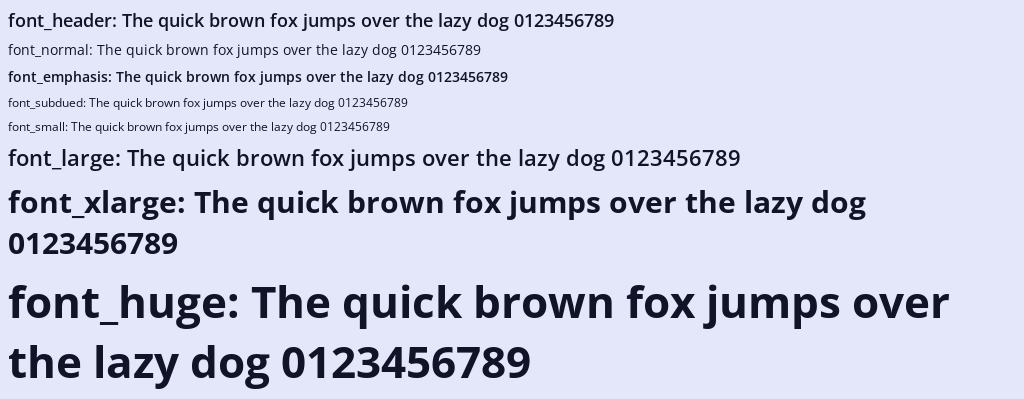 font_header: The quick brown fox jumps over the lazy dog 0123456789
font_normal: The quick brown fox jumps over the lazy dog 0123456789
font_emphasis: The quick brown fox jumps over the lazy dog 0123456789
font_subdued: The quick brown fox jumps over the lazy dog 0123456789
font_small: The quick brown fox jumps over the lazy dog 0123456789
font_large: The quick brown fox jumps over the lazy dog 0123456789
font_xlarge: The quick brown fox jumps over the lazy dog
0123456789
font_huge: The quick brown fox jumps over
the lazy dog 0123456789